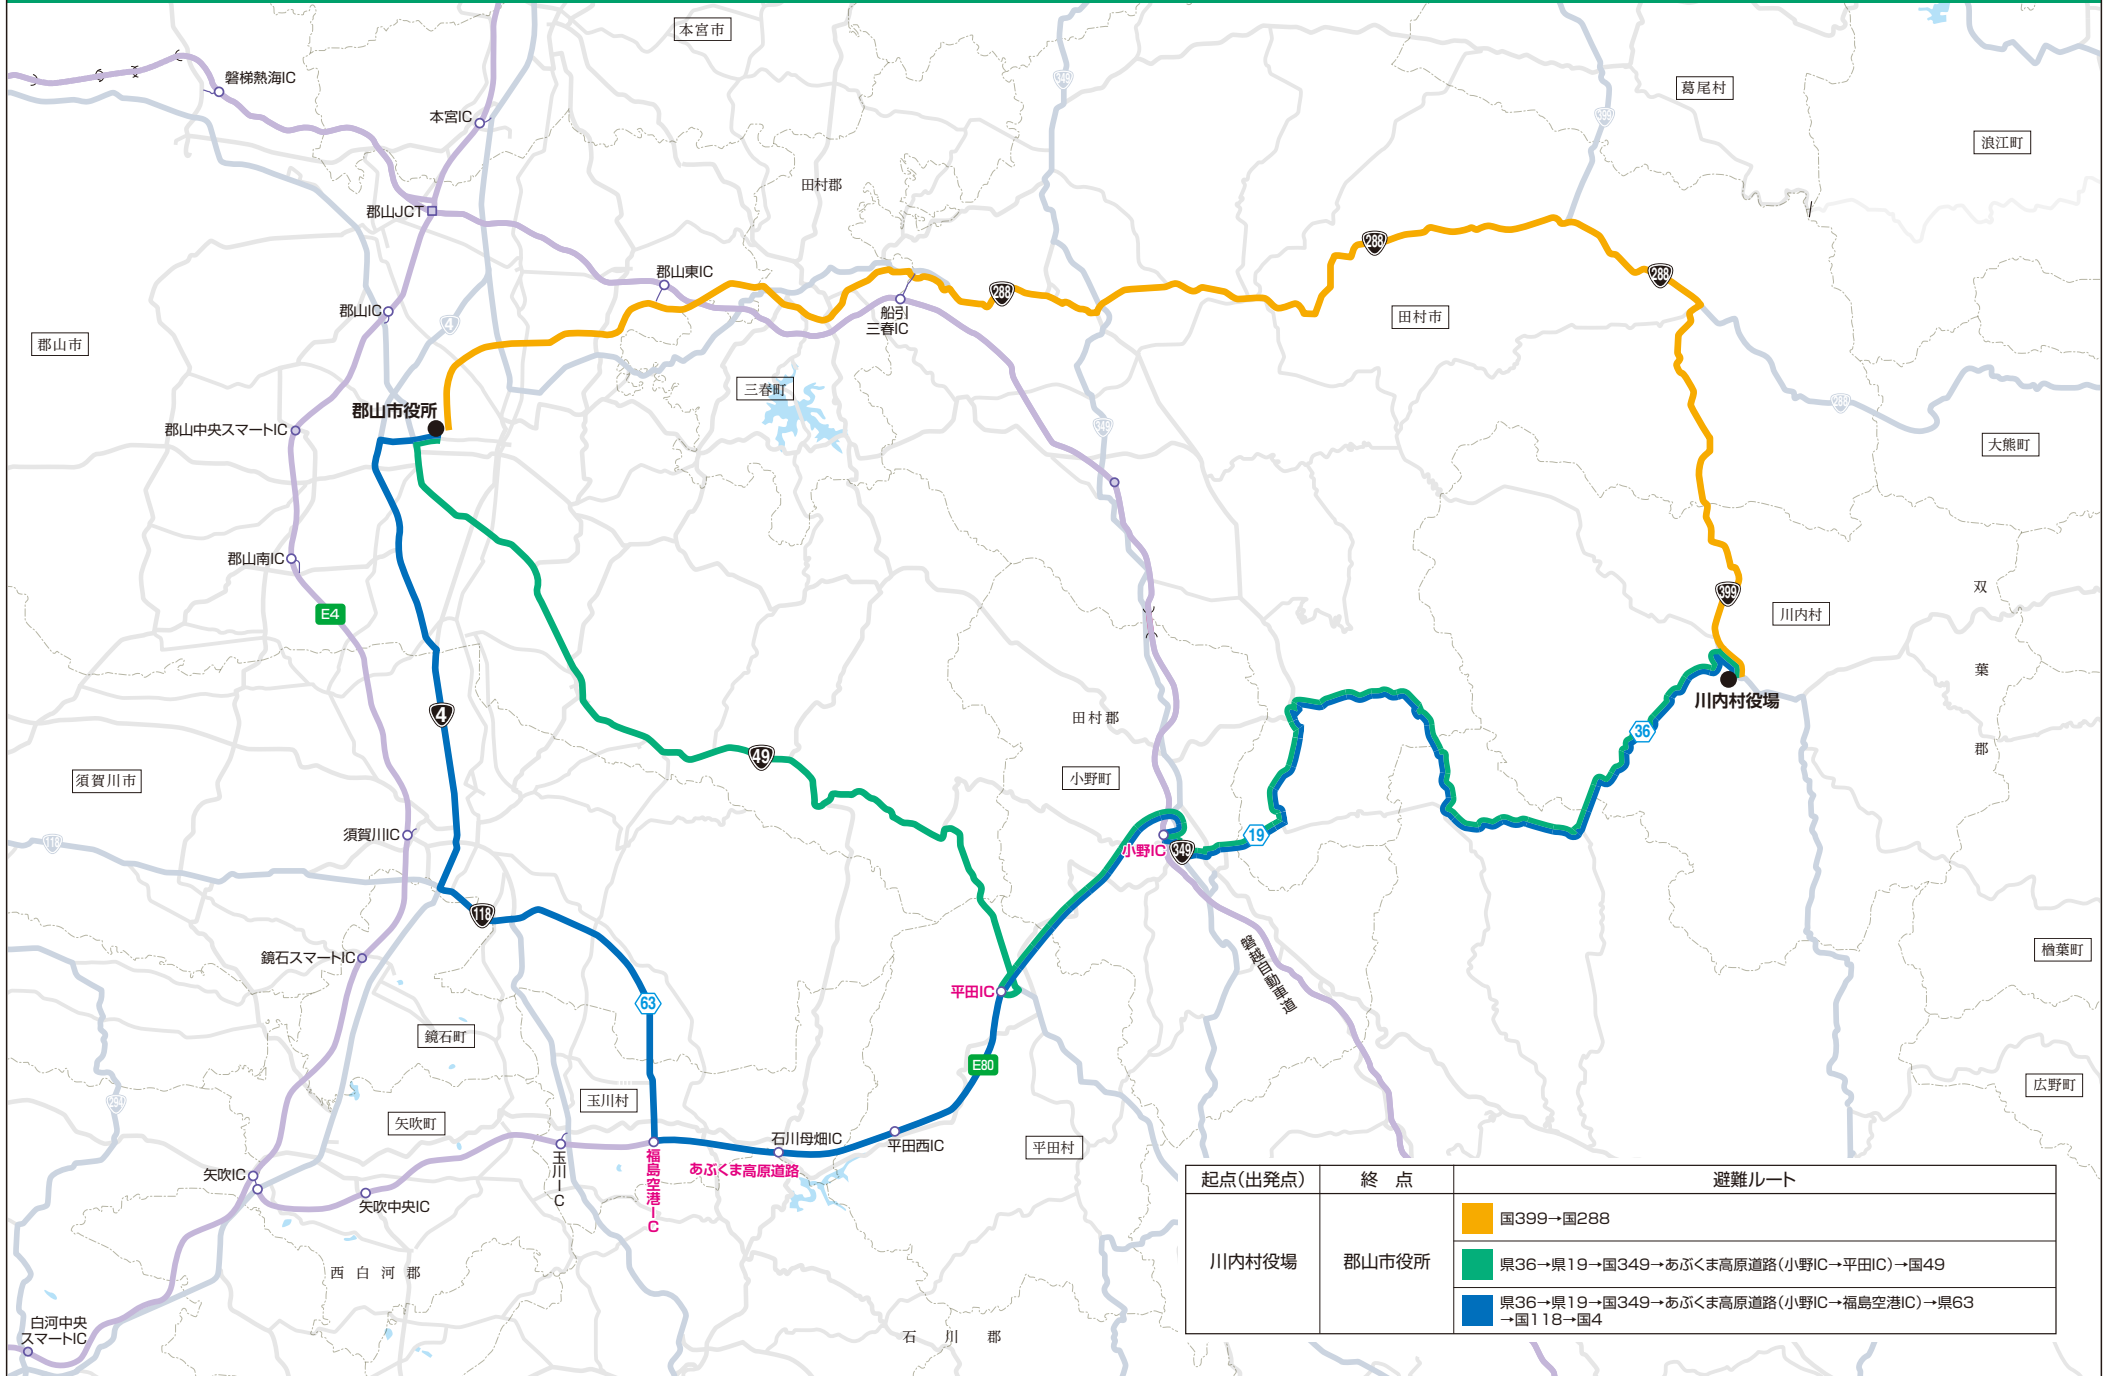 本宮市
349
磐梯熱海IC
葛尾村
本宮IC
399
浪江町
田村郡
郡山JCT
288
郡山東IC
288
288
郡山IC
船引
三春IC
4
田村市
郡山市
三春町
288
郡山市役所
349
郡山中央スマートIC
大熊町
郡山南IC
双
葉
郡
399
E4
川内村
川内村役場
4
田村郡
36
49
小野町
須賀川市
須賀川IC
19
118
小野IC
349
118
磐越自動車道
楢葉町
鏡石スマートIC
平田IC
63
鏡石町
E80
広野町
294
玉川村
矢吹町
石川母畑IC
平田西IC
平田村
玉川IC
福島空港IC
あぶくま高原道路
矢吹IC
矢吹中央IC
西白河郡
白河中央
スマートIC
石川郡
起点(出発点)
終 点
避難ルート
川内村役場
郡山市役所
国399→国288
県36→県19→国349→あぶくま高原道路(小野IC→平田IC)→国49
県36→県19→国349→あぶくま高原道路(小野IC→福島空港IC)→県63
→国118→国4